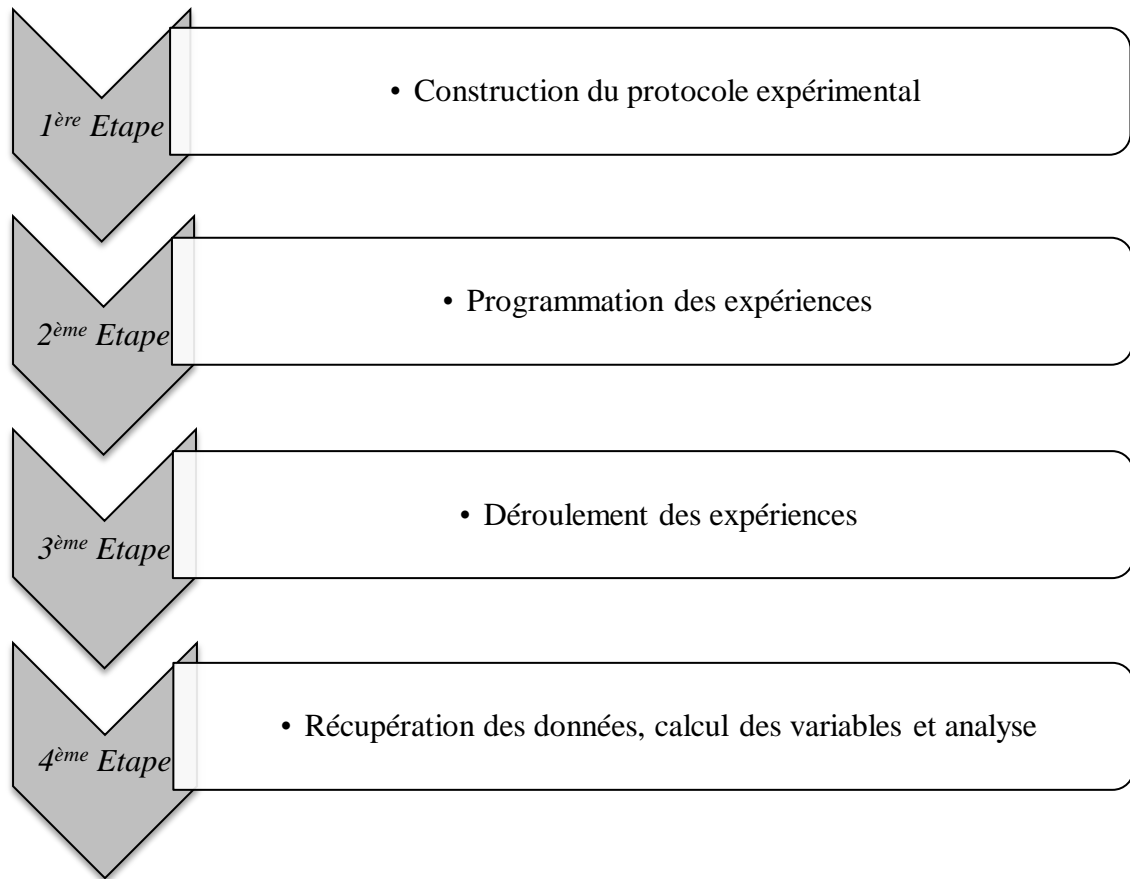 1ère Etape
• Construction du protocole expérimental
2ème Etape
• Programmation des expériences
3ème Etape
• Déroulement des expériences
4ème Etape
• Récupération des données, calcul des variables et analyse